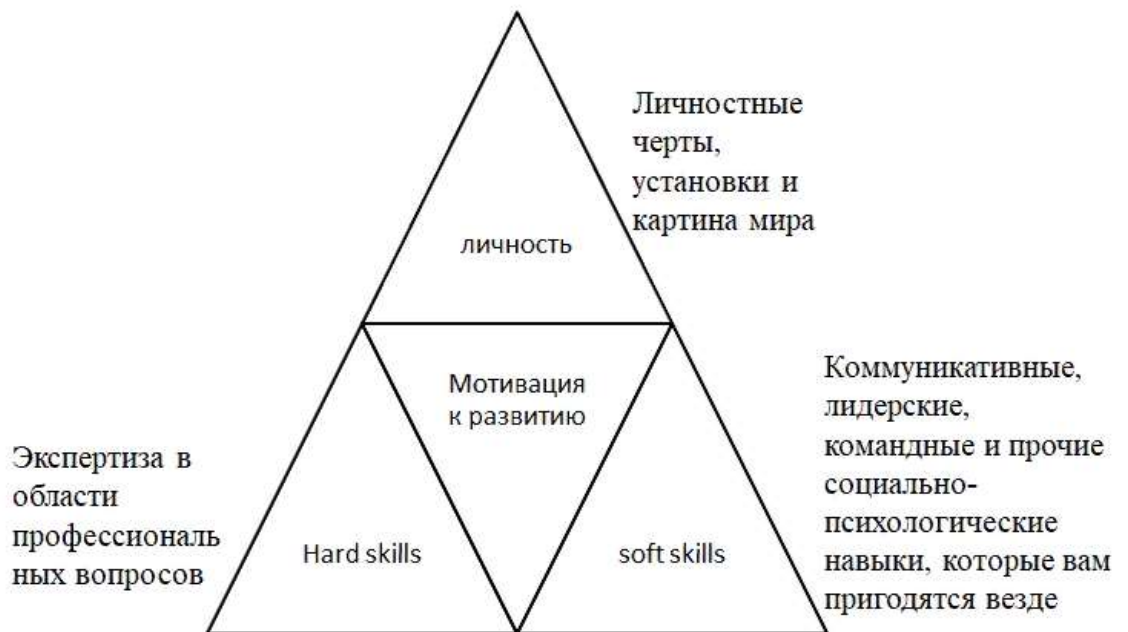 Личностные
черты,
установки и
картина мира
личность
Мотивация
к развитию
Коммуникативные,
лидерские,
командные и прочие
социально-
психологические
навыки, которые вам
пригодятся везде
Экспертиза в
области
профессиональ
ных вопросов
Hard skills
soft skills